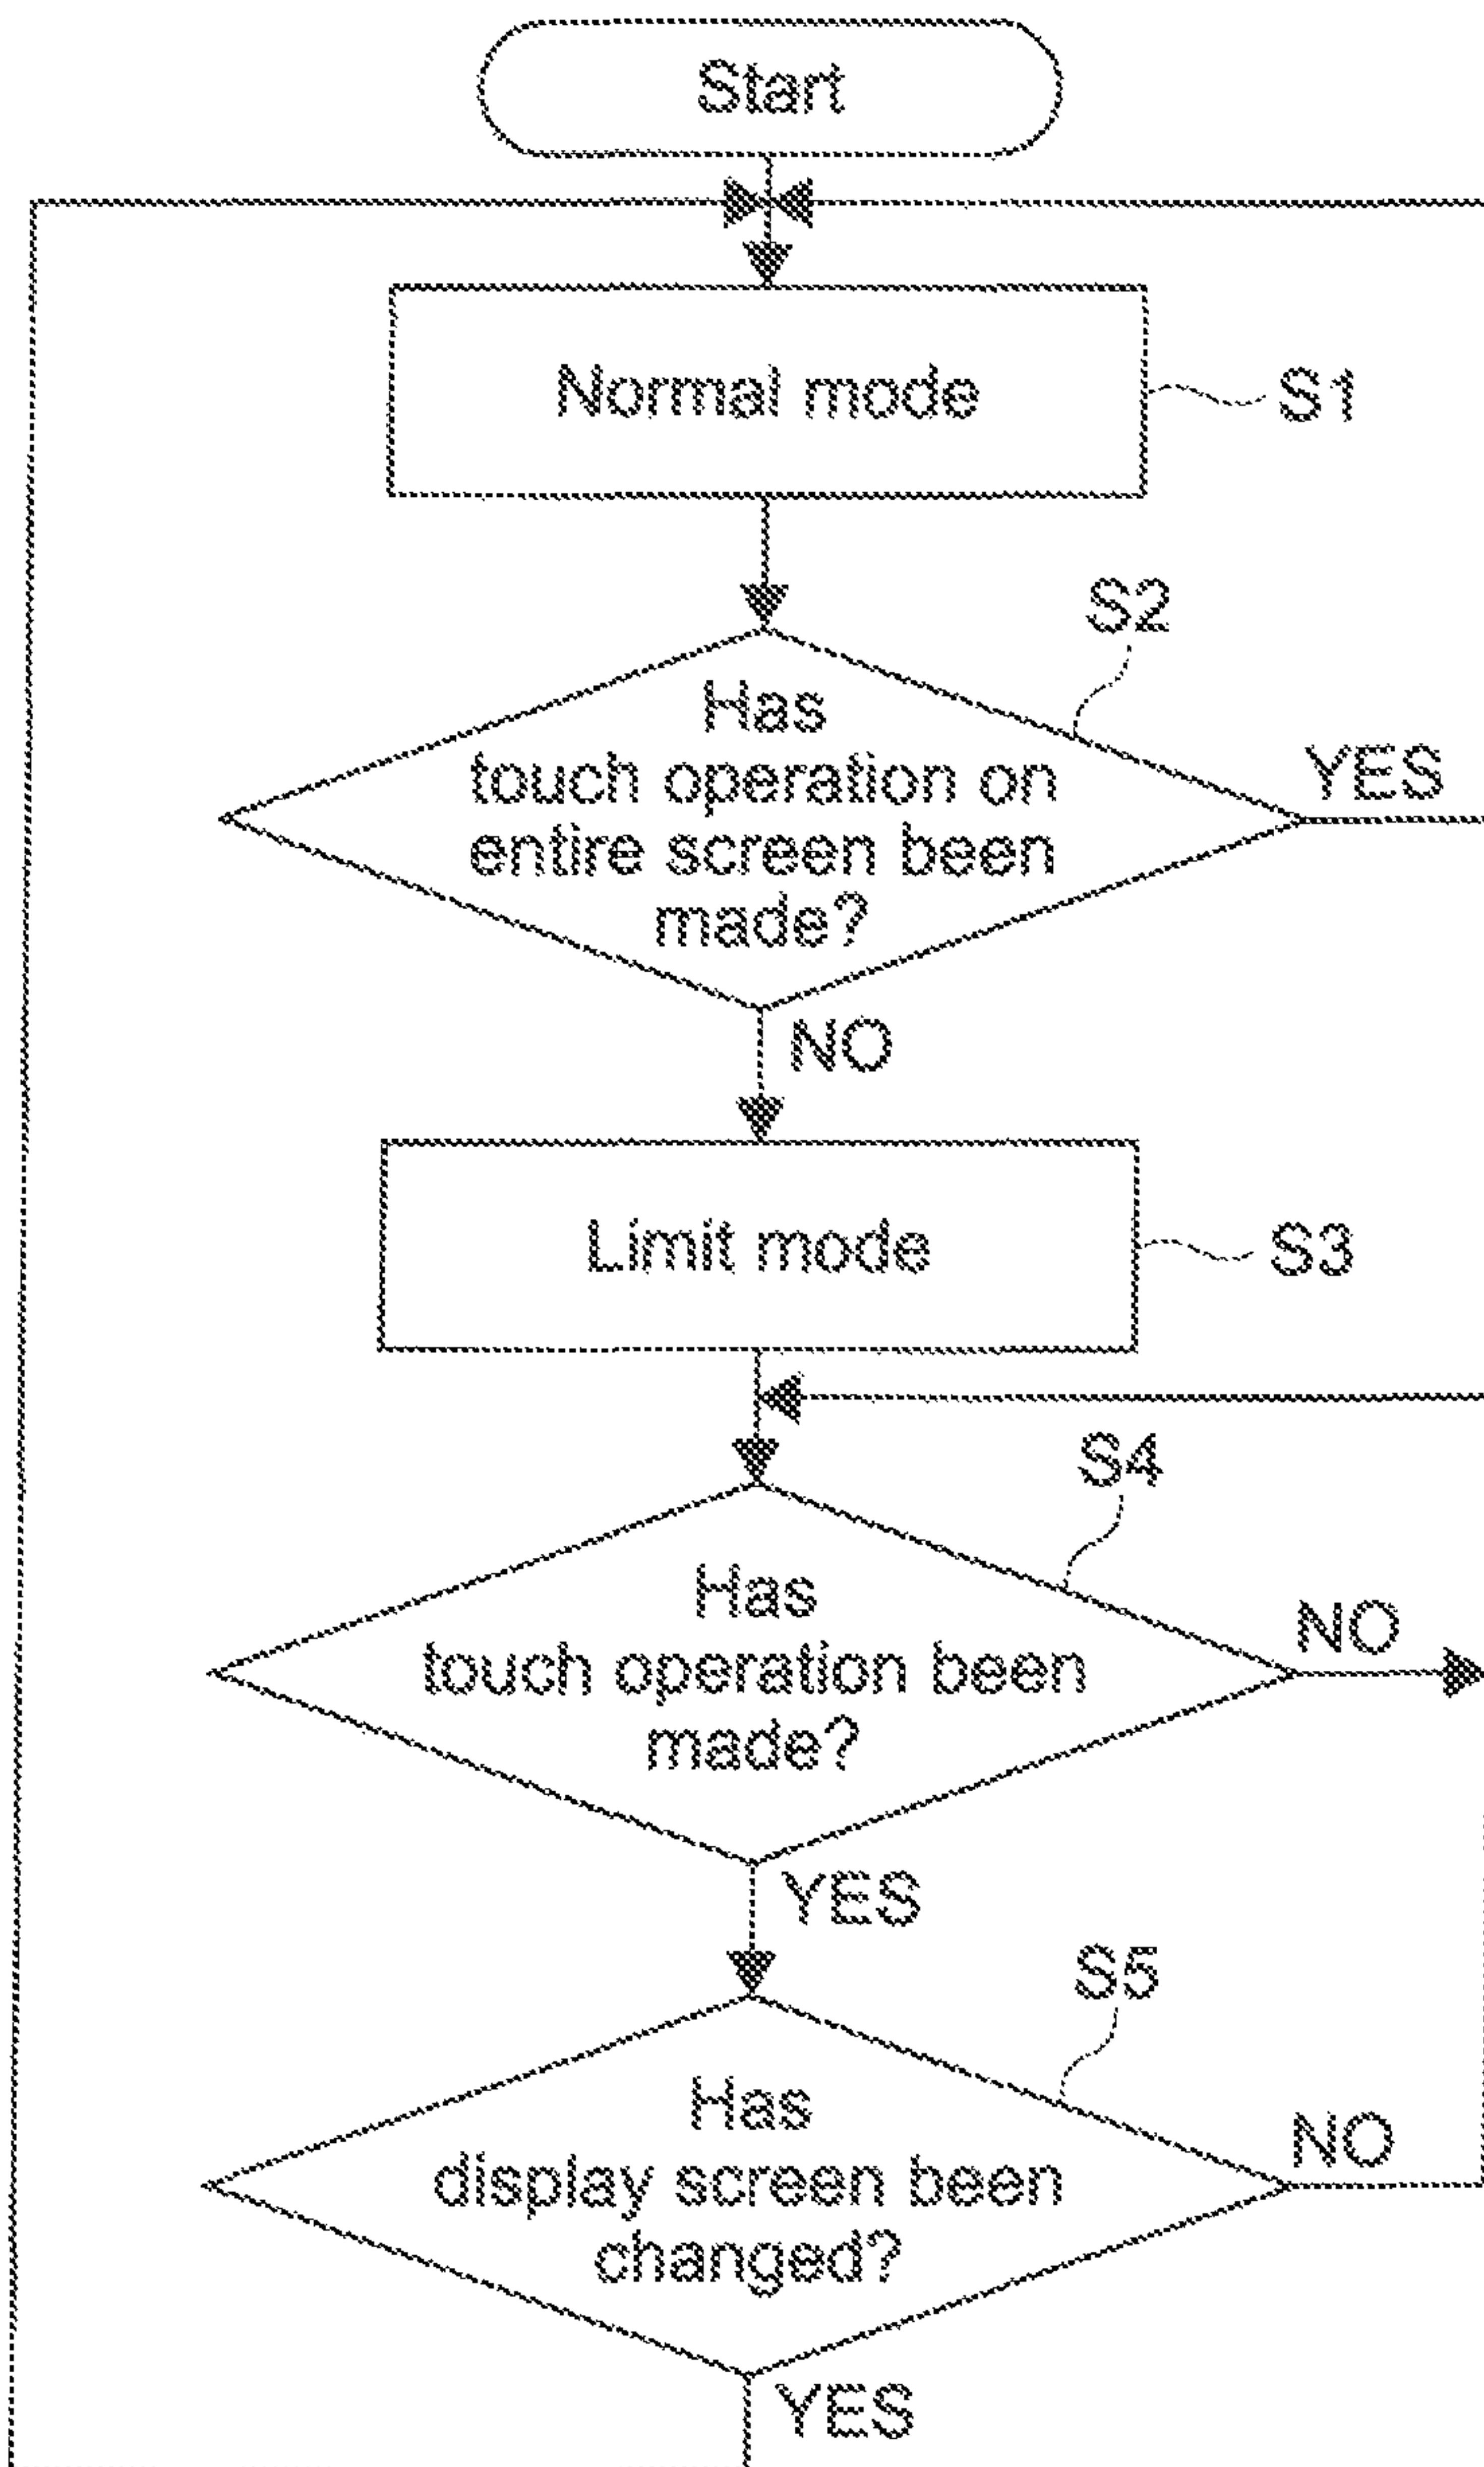 Start
Normal mode
S1
S2
Has
touch operation on
entire screen been
made?
YES
NO
Limit mode
S3
S4
Has
touch operation been
made?
NO
YES
S5
Has
display screen been
changed?
NO
YES